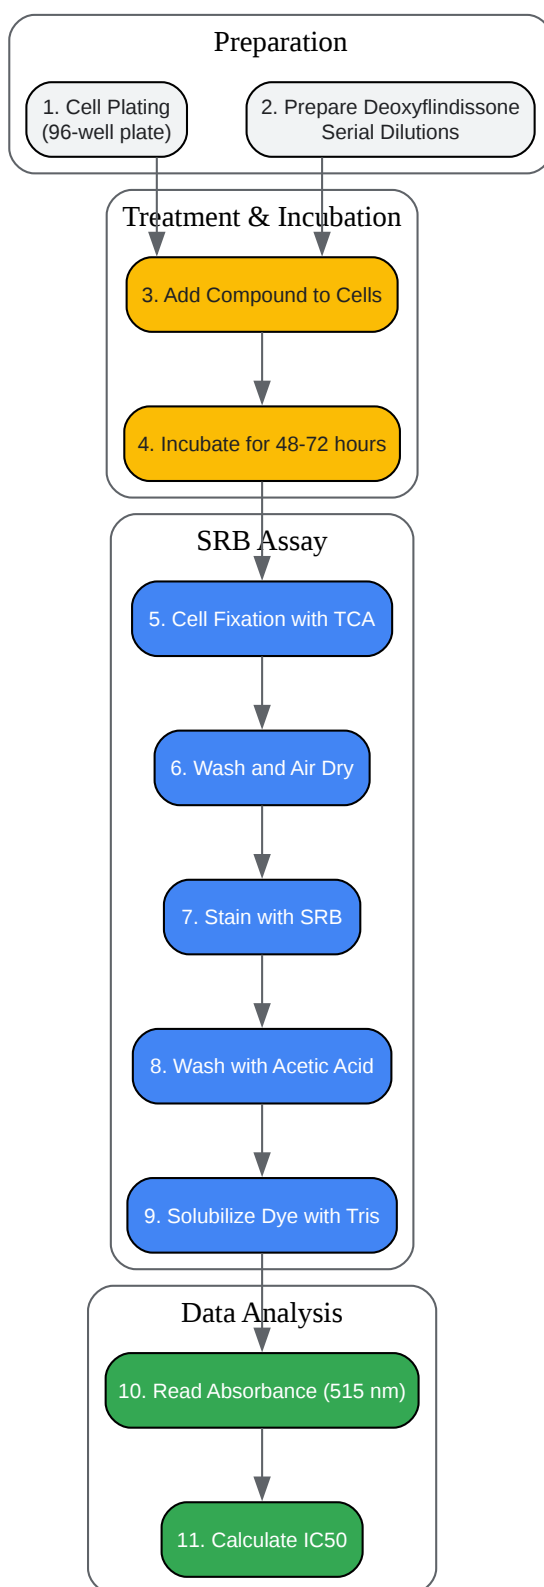 Preparation
1. Cell Plating
(96-well plate)
2. Prepare Deoxyflindissone
Serial Dilutions
Treatment & Incubation
3. Add Compound to Cells
4. Incubate for 48-72 hours
SRB Assay
5. Cell Fixation with TCA
6. Wash and Air Dry
7. Stain with SRB
8. Wash with Acetic Acid
9. Solubilize Dye with Tris
Data Analysis
10. Read Absorbance (515 nm)
11. Calculate IC50